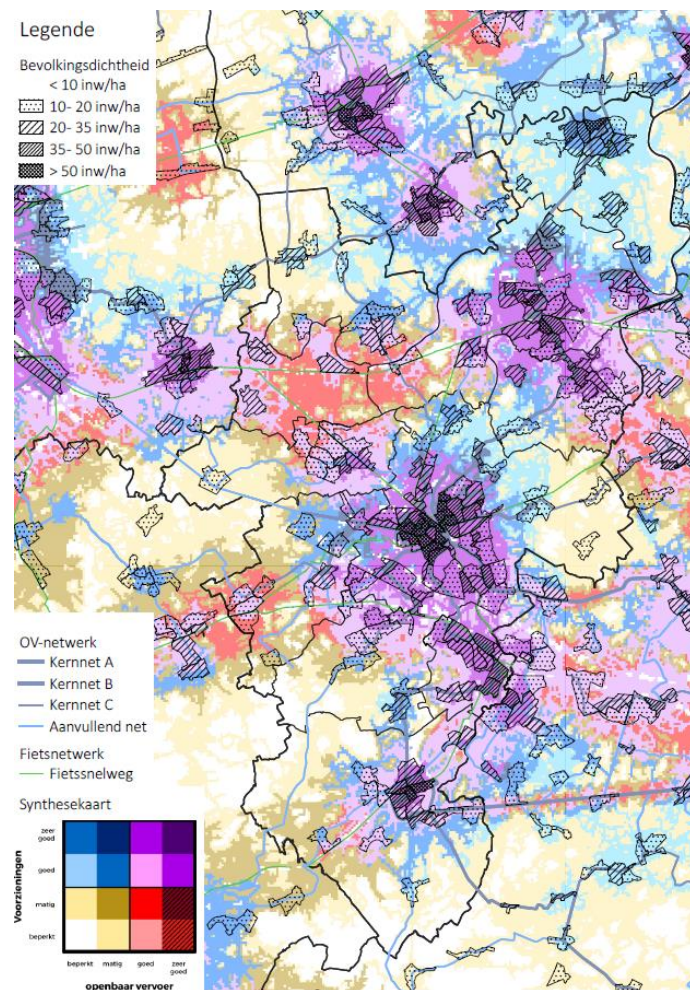 Legende
Bevolkingsdichtheid
< 10 inw/ha
10- 20 inw/ha
20- 35 inw/ha
35- 50 inw/ha
> 50 inw/ha
OV-netwerk
Kernnet A
Kernnet B
Kernnet C
Aanvullend net
Fietsnetwerk
Fietssnelweg
Synthesekaart
Voorzieningen
zeer
goed
goed
matig
beperkt
beperkt matig goed zeer
goed
openbaar vervoer